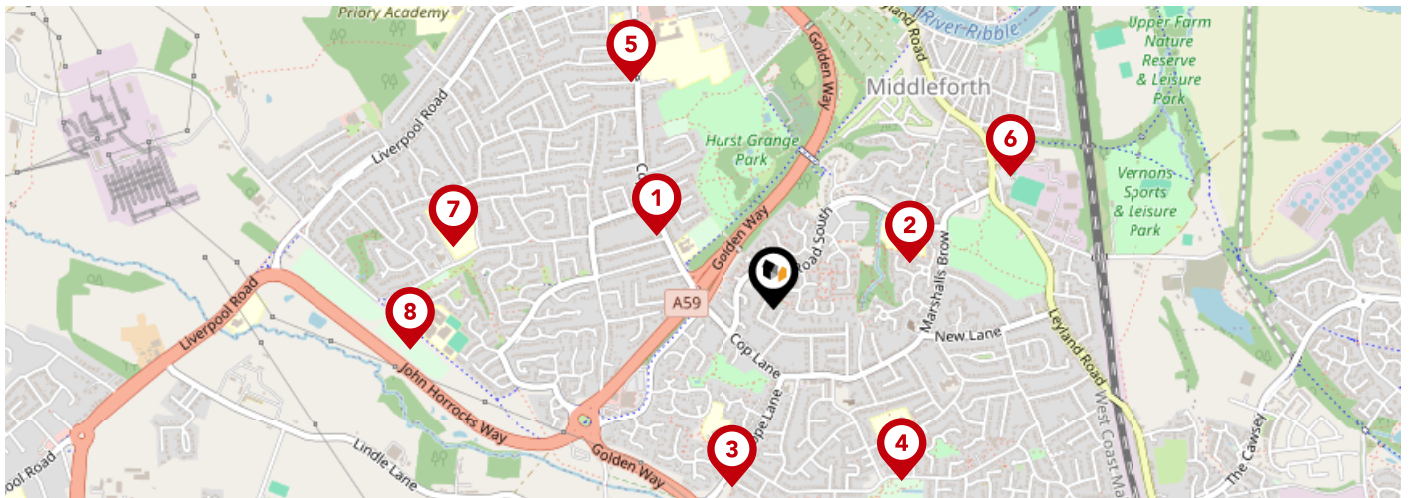 Priory Academy
5
Golden Way
Leyland Road
River Ribble
Upper Farm
Nature
Reserve
& Leisure
Park
Middleforth
Liverpool Road
Hurst Grange
Park
6
Vernons
Sports
& Leisure
Park
7
1
2
Golden Way
Road South
Marshalls Brow
8
A59
Liverpool Road
Cop Lane
New Lane
Leyland Road
John Horrocks Way
3
4
West Coast Ma
The Cawsey
Golden Way
Lindle Lane
ool Road
ope Lane